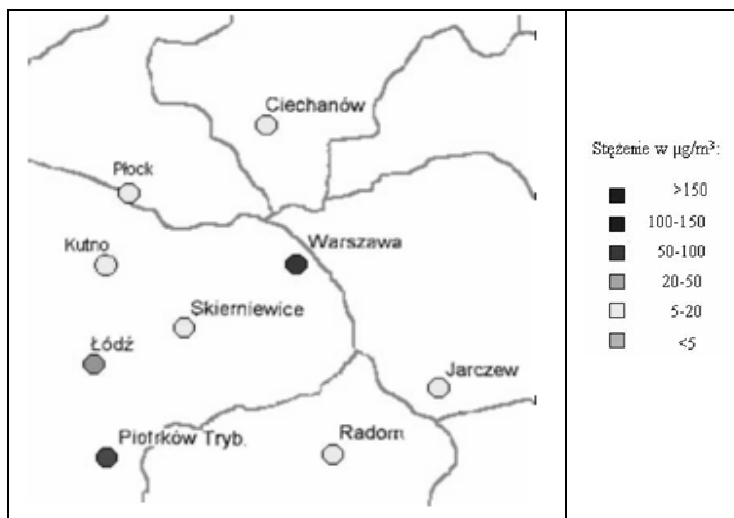 Ciechanów
Płock
Kutno
Warszawa
Skierniewice
Łódź
Jarczew
Piotrków Tryb.
Radom
Stężenie w µg/m³:
>150
100-150
50-100
20-50
5-20
<5